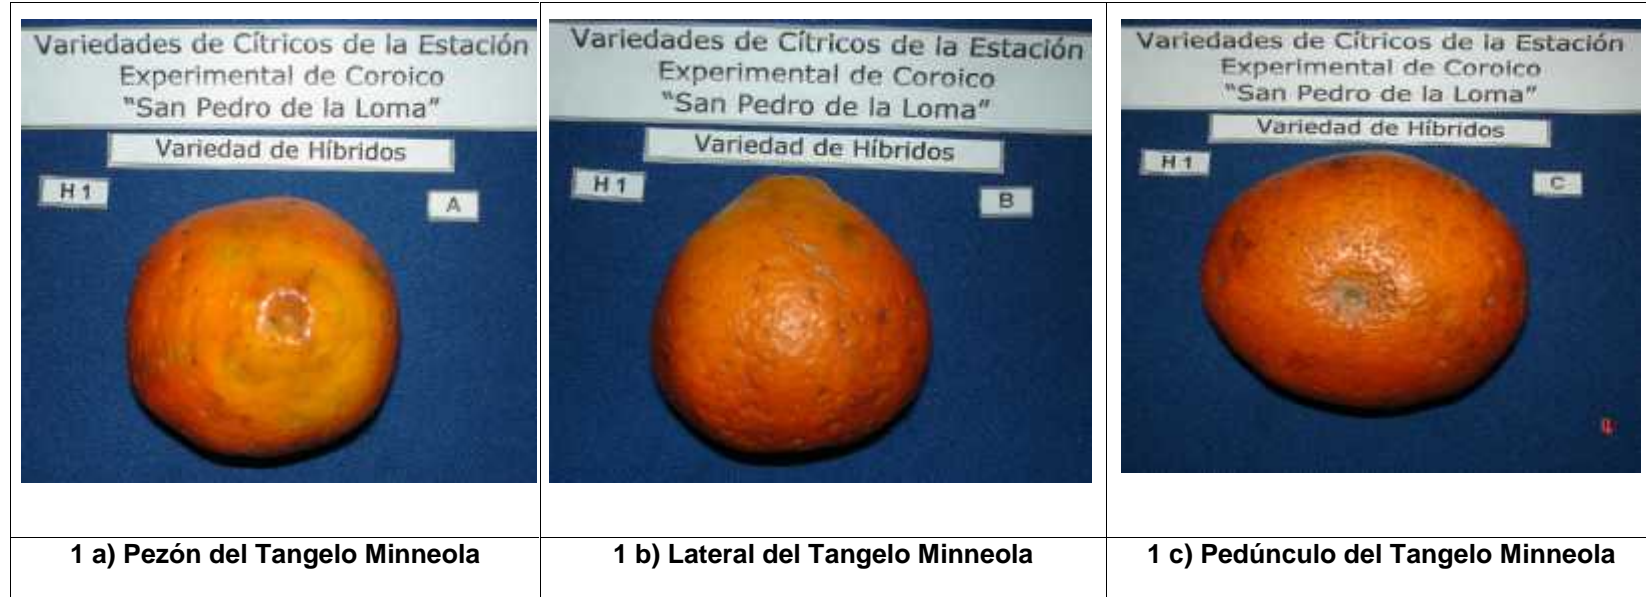 Variedades de Cítricos de la Estación
Experimental de Coroico
"San Pedro de la Loma"
Variedad de Híbridos
H 1
A
Variedades de Cítricos de la Estación
Experimental de Coroico
"San Pedro de la Loma"
Variedad de Híbridos
H 1
B
Variedades de Cítricos de la Estación
Experimental de Coroico
"San Pedro de la Loma"
Variedad de Híbridos
H 1
C
1 a) Pezón del Tangelo Minneola
1 b) Lateral del Tangelo Minneola
1 c) Pedúnculo del Tangelo Minneola